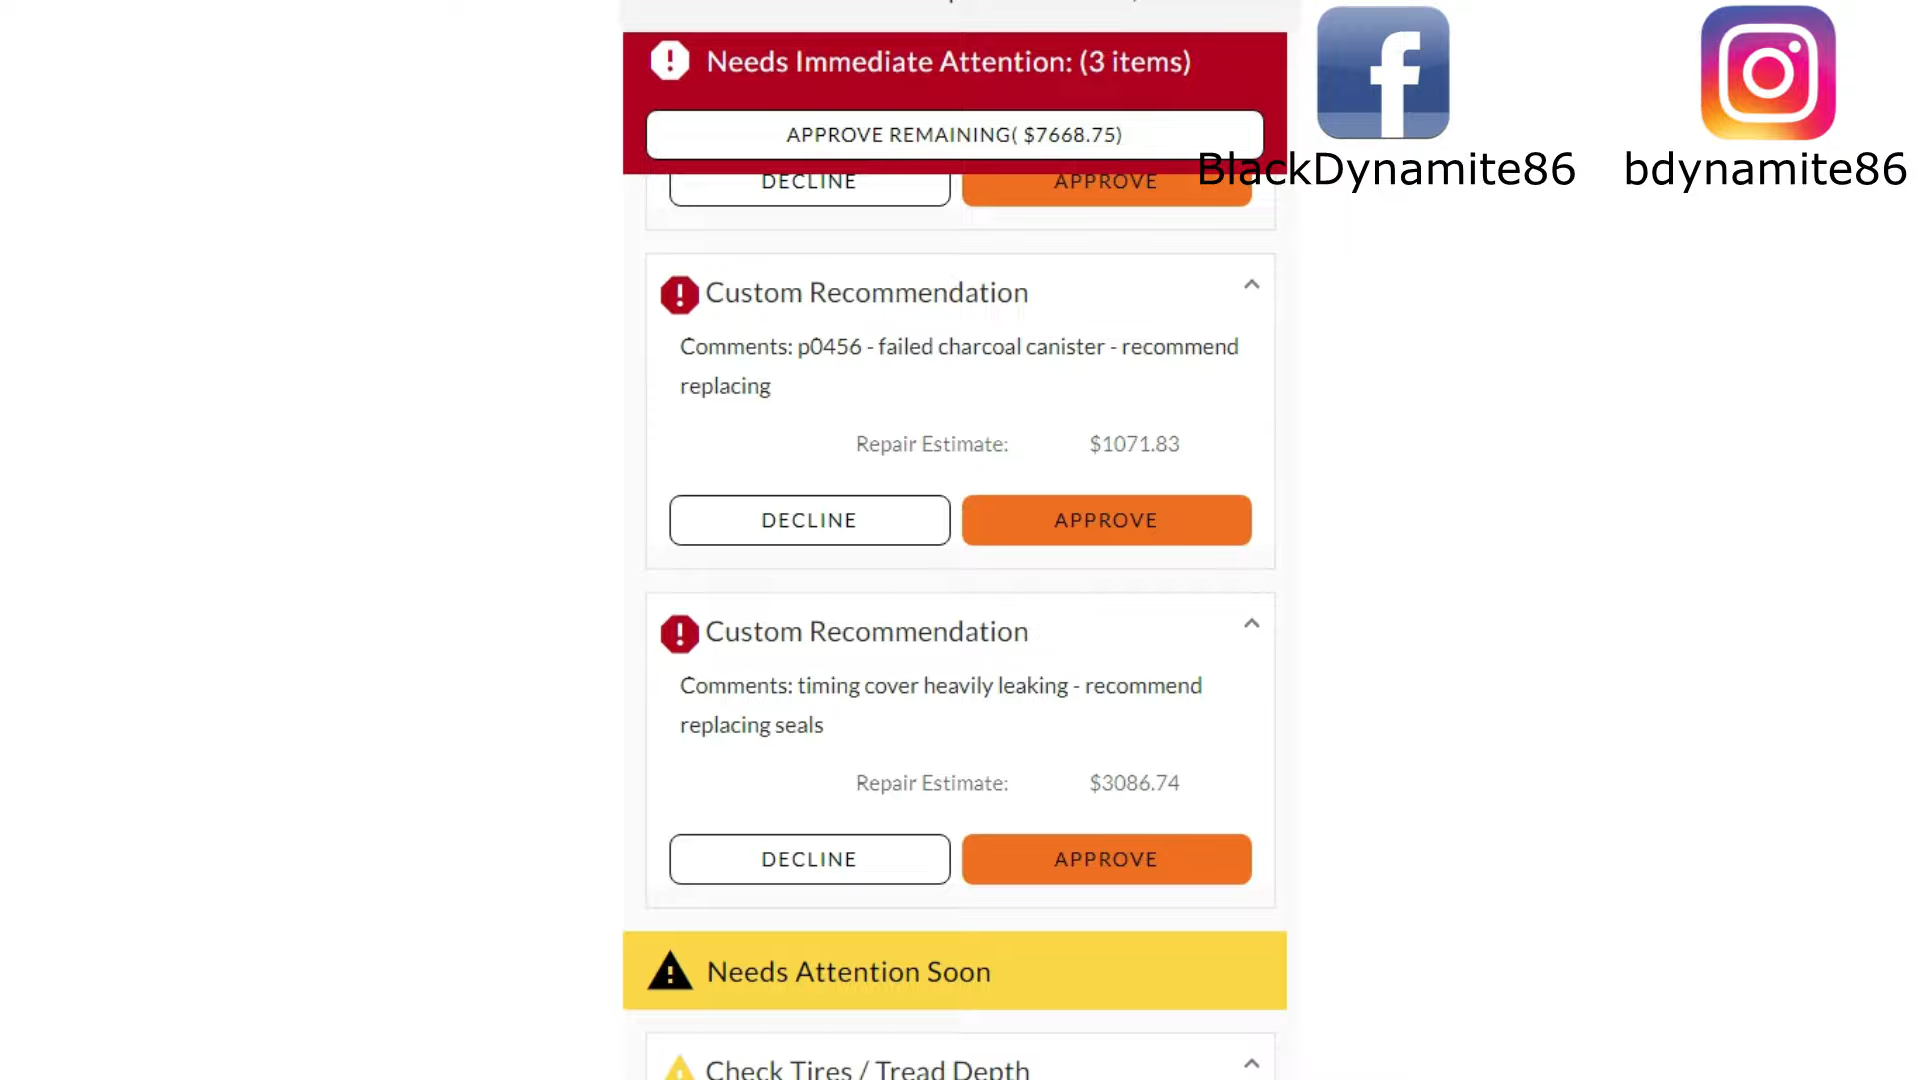 Needs Immediate Attention: (3 items)
APPROVE REMAINING( $7668.75)
BlackDynamite86 bdynamite86
DECLINE APPROVE
Custom Recommendation
Comments: p0456 - failed charcoal canister - recommend
replacing
Repair Estimate: $1071.83
DECLINE APPROVE
Custom Recommendation
Comments: timing cover heavily leaking - recommend
replacing seals
Repair Estimate: $3086.74
DECLINE APPROVE
Needs Attention Soon
Check Tires / Tread Depth